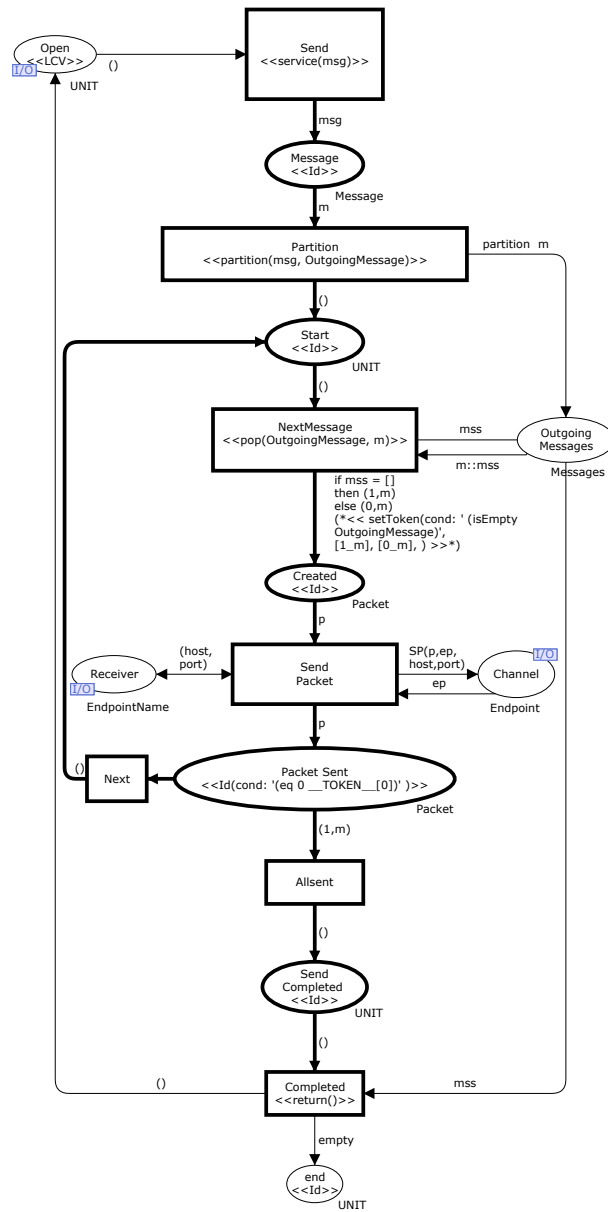 Open
<<LCV>>
I/O
UNIT
()
Send
<<service(msg)>>
msg
Message
<<Id>>
Message
m
Partition
<<partition(msg, OutgoingMessage)>>
partition  m
()
Start
<<Id>>
UNIT
()
NextMessage
<<pop(OutgoingMessage, m)>>
mss
m::mss
Outgoing
Messages
Messages
if mss = []
then (1,m)
else (0,m)
(*<< setToken(cond: ' (isEmpty
OutgoingMessage)',
[1_m], [0_m], ) >>*)
Created
<<Id>>
Packet
p
Receiver
I/O
EndpointName
(host,
port)
Send
Packet
SP(p,ep,
host,port)
ep
Channel
I/O
Endpoint
p
()
Next
Packet Sent
<<Id(cond: '(eq 0 __TOKEN__[0])' )>>
Packet
(1,m)
Allsent
()
Send
Completed
<<Id>>
UNIT
()
()
Completed
<<return()>>
mss
empty
end
<<Id>>
UNIT